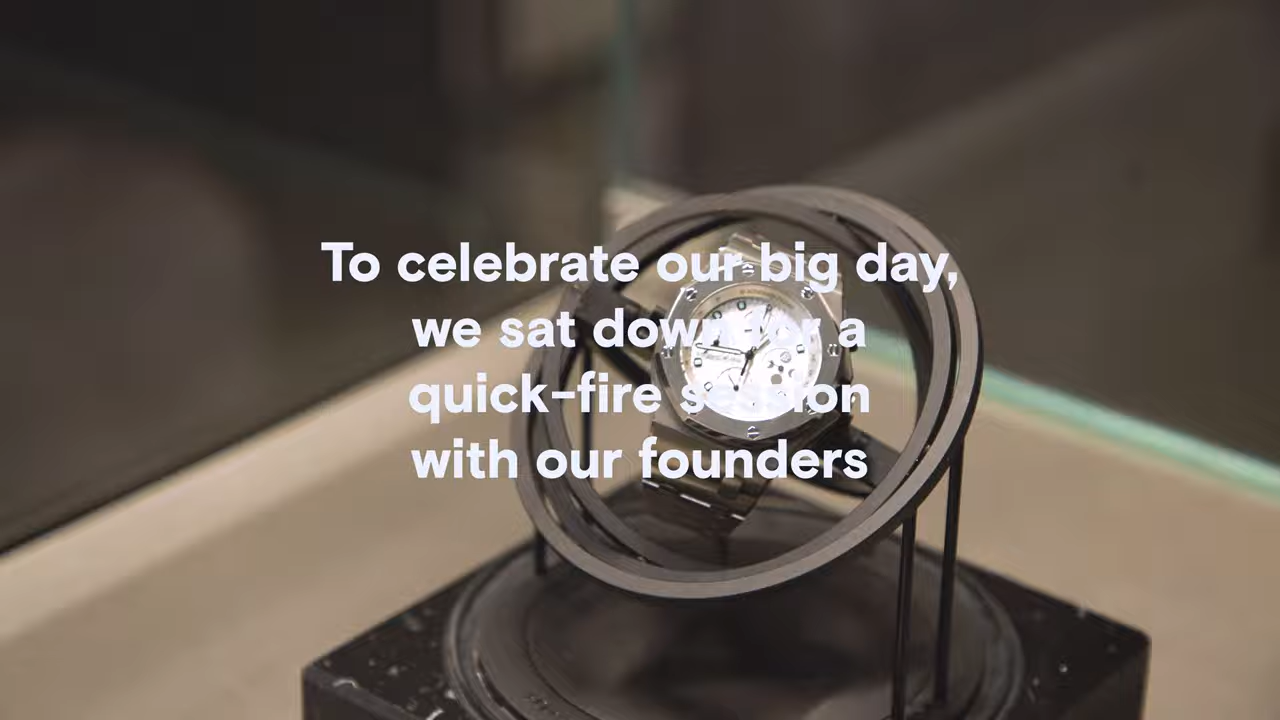 To celebrate our big day,
we sat down for a
quick-fire session
with our founders